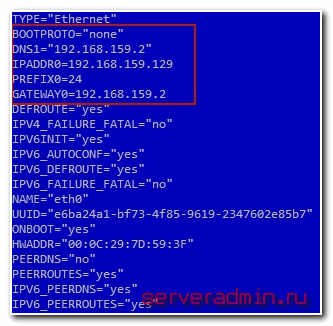 TYPE="Ethernet"
BOOTPROTO="none"
DNS1="192.168.159.2"
IPADDR0=192.168.159.129
PREFIX0=24
GATEWAY0=192.168.159.2
DEFROUTE="yes"
IPV4_FAILURE_FATAL="no"
IPV6INIT="yes"
IPV6_AUTOCONF="yes"
IPV6_DEFROUTE="yes"
IPV6_FAILURE_FATAL="no"
NAME="eth0"
UUID="e6ba24a1-bf73-4f85-9619-2347602e85b7"
ONBOOT="yes"
HWADDR="00:0C:29:7D:59:3F"
PEERDNS="no"
PEERROUTES="yes"
IPV6_PEERDNS="yes"
IPV6_PEERROUTES="yes"
serveradmin.ru